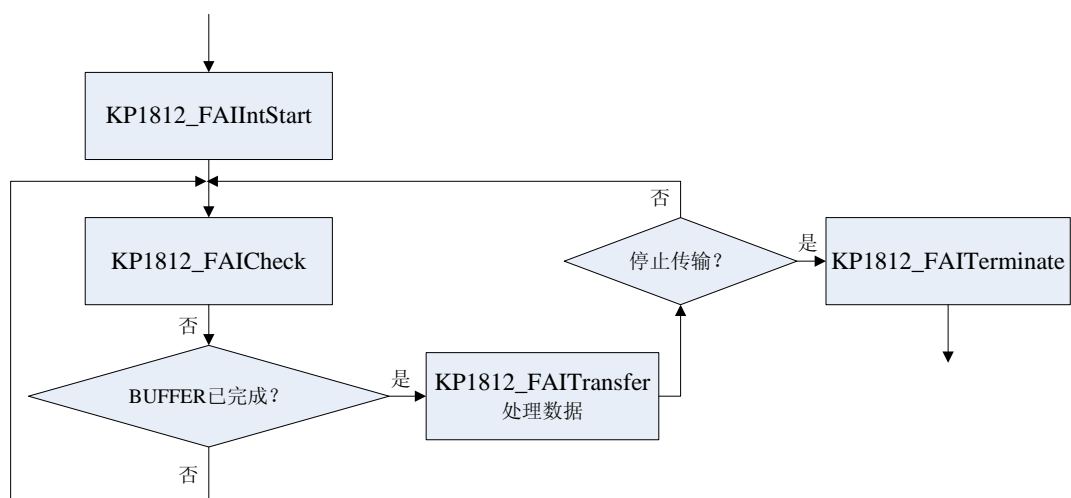 KP1812_FAIIntStart
否
KP1812_FAICheck
停止传输？
是
KP1812_FAITerminate
否
BUFFER已完成？
是
KP1812_FAITransfer
处理数据
否